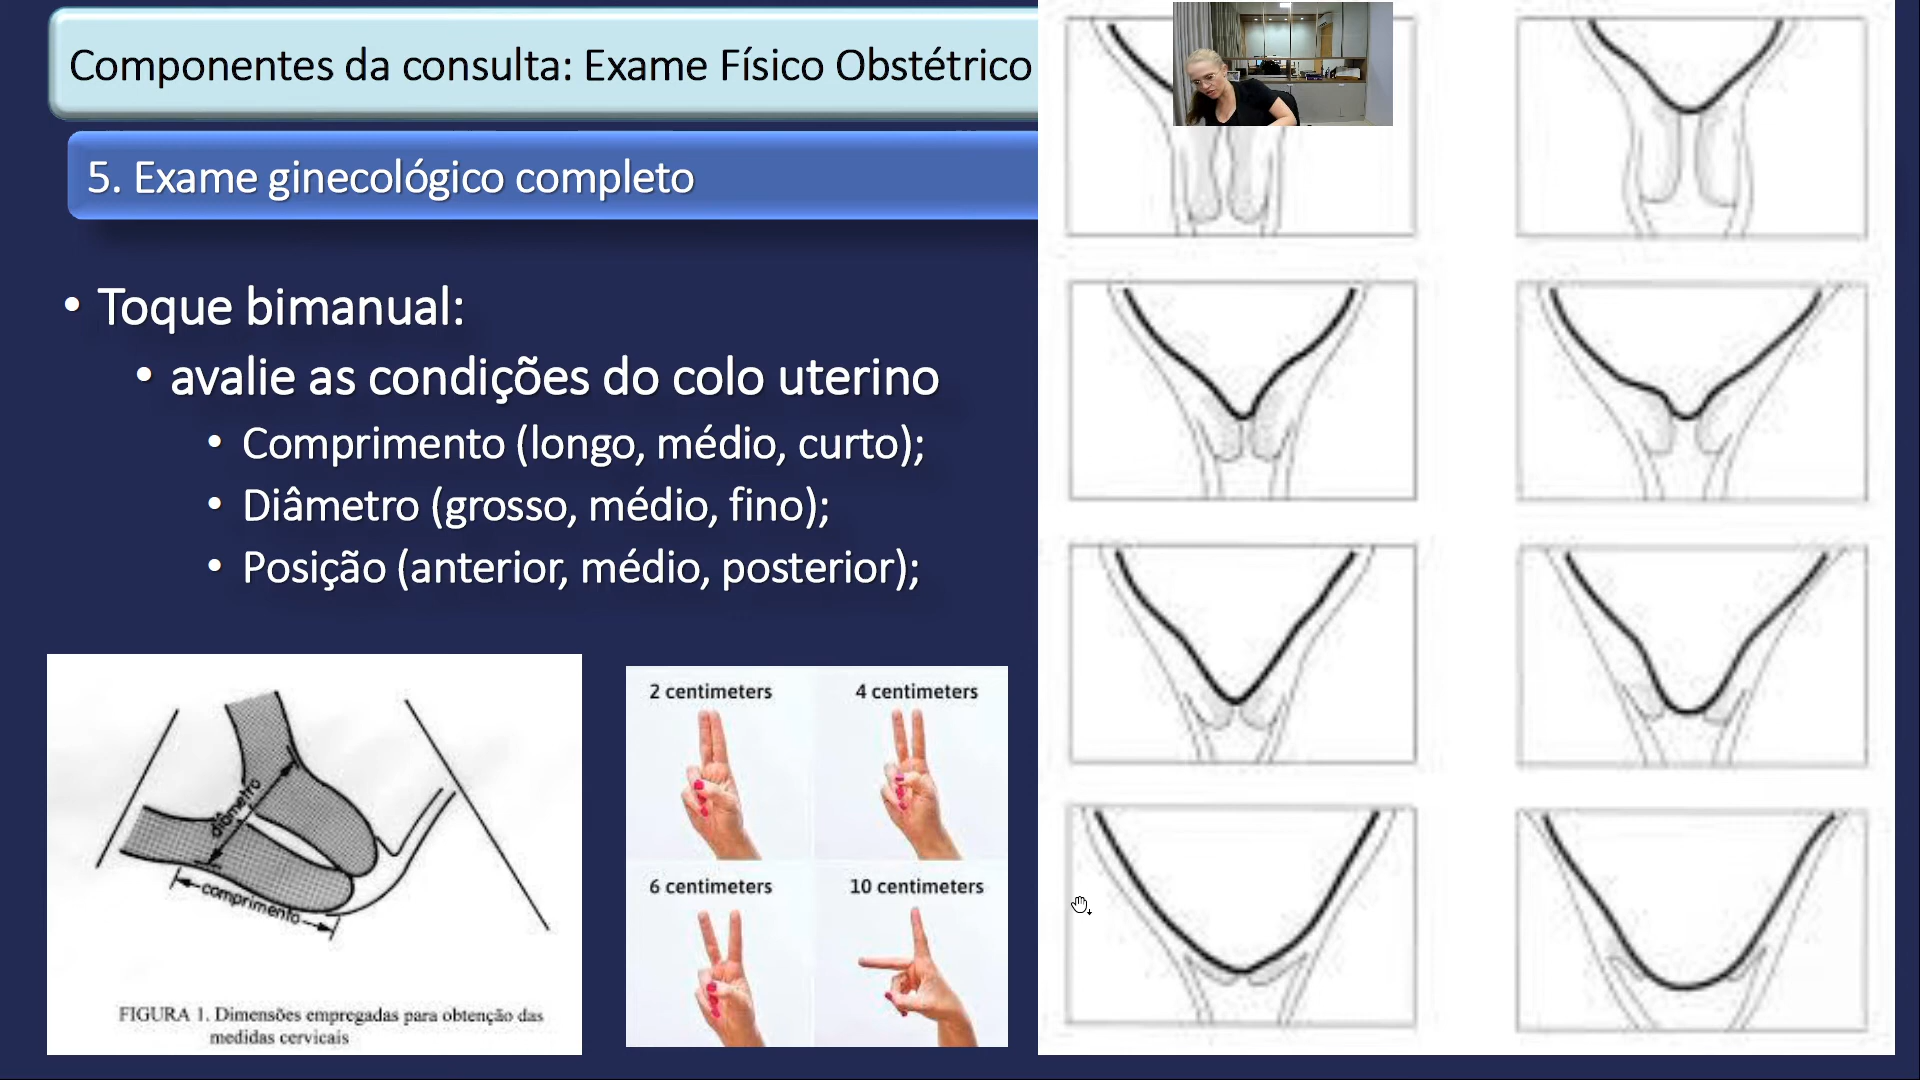 Componentes da consulta: Exame Físico Obstétrico
5. Exame ginecológico completo
• Toque bimanual:
• avalie as condições do colo uterino
• Comprimento (longo, médio, curto);
• Diâmetro (grosso, médio, fino);
• Posição (anterior, médio, posterior);
diâmetro
comprimento
FIGURA 1. Dimensões empregadas para obtenção das
medidas cervicais
2 centimeters
4 centimeters
6 centimeters
10 centimeters